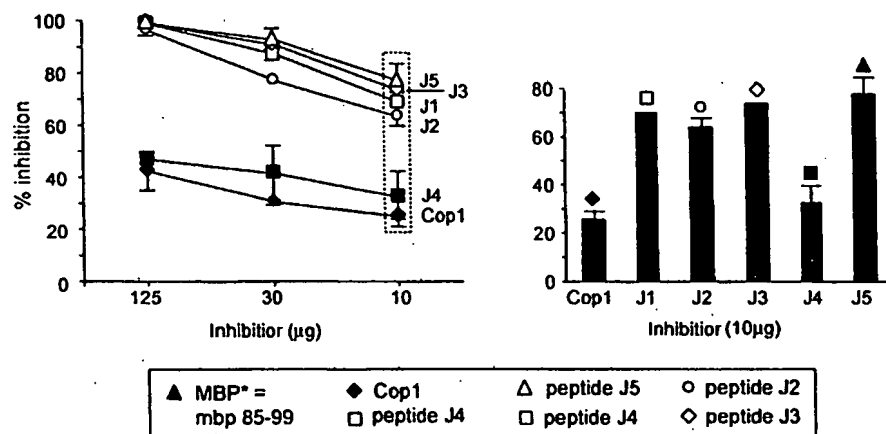 % inhibition
100
80
60
40
20
0
125
30
10
Inhibitior (µg)
J5
J3
J1
J2
J4
Cop1
80
60
40
20
0
Cop1 J1 J2 J3 J4 J5
Inhibitior (10µg)
▲ MBP* = ◆ Cop1 △ peptide J5 ○ peptide J2
mbp 85-99 □ peptide J4 □ peptide J4 ◇ peptide J3